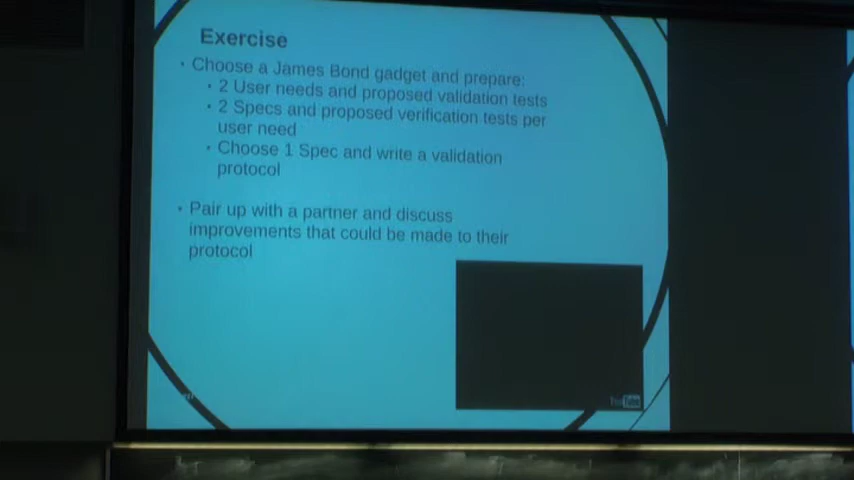 Exercise
• Choose a James Bond gadget and prepare:
• 2 User needs and proposed validation tests
• 2 Specs and proposed verification tests per
user need
• Choose 1 Spec and write a validation
protocol
• Pair up with a partner and discuss
improvements that could be made to their
protocol
YouTube